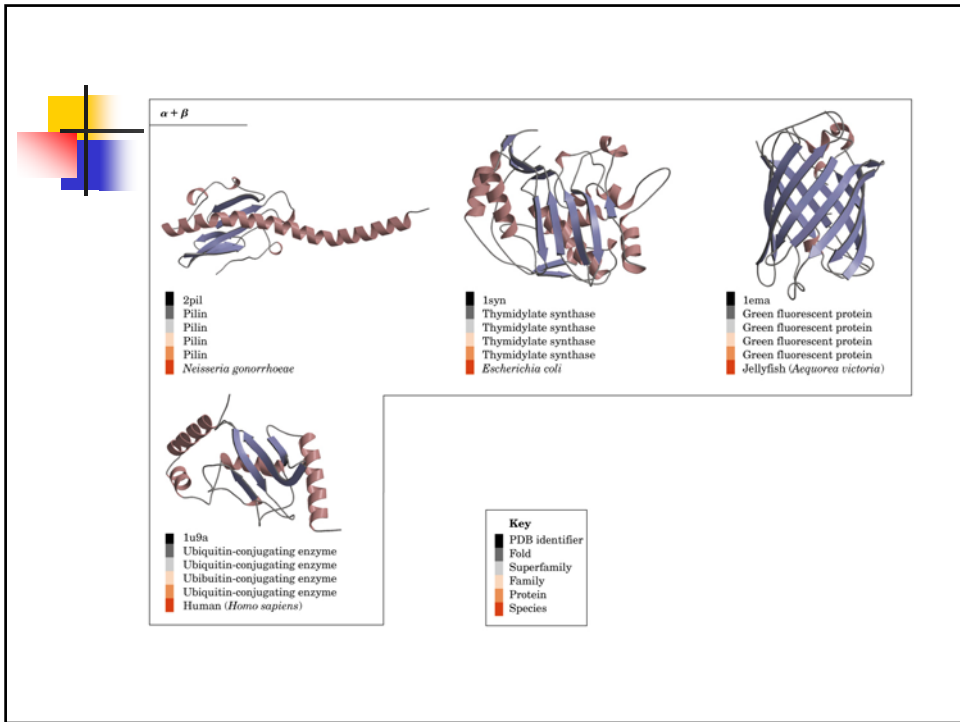 α + β
2pil
Pilin
Pilin
Pilin
Pilin
Neisseria gonorrhoeae
1syn
Thymidylate synthase
Thymidylate synthase
Thymidylate synthase
Thymidylate synthase
Escherichia coli
1ema
Green fluorescent protein
Green fluorescent protein
Green fluorescent protein
Green fluorescent protein
Jellyfish (Aequorea victoria)
1u9a
Ubiquitin-conjugating enzyme
Ubiquitin-conjugating enzyme
Ubibuitin-conjugating enzyme
Ubiquitin-conjugating enzyme
Human (Homo sapiens)
Key
PDB identifier
Fold
Superfamily
Family
Protein
Species